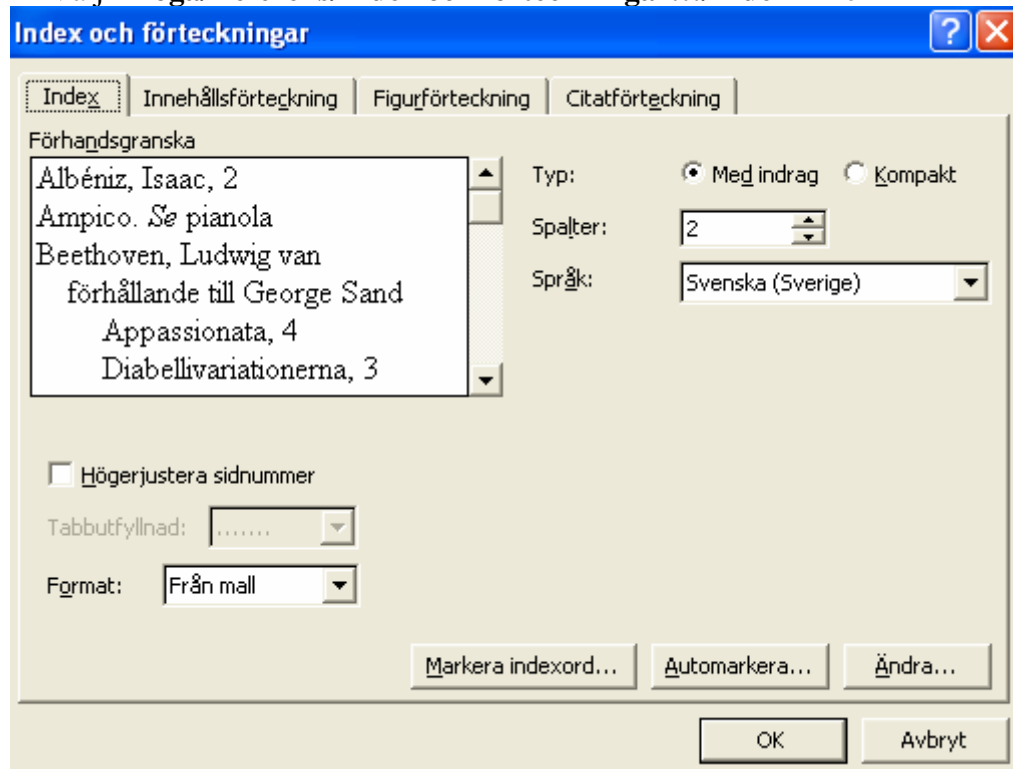 Index och förteckningar
Index Innehållsförteckning Figurförteckning Citatförteckning
Förhandsgranska
Albéniz, Isaac, 2
Ampico. Se pianola
Beethoven, Ludwig van
förhållande till George Sand
Appassionata, 4
Diabellivariationerna, 3
Typ: Med indrag Kompakt
Spalter: 2
Språk: Svenska (Sverige)
Högerjustera sidnummer
Tabbutfyllnad: .......
Format: Från mall
Markera indexord... Automarkera... Ändra...
OK Avbryt